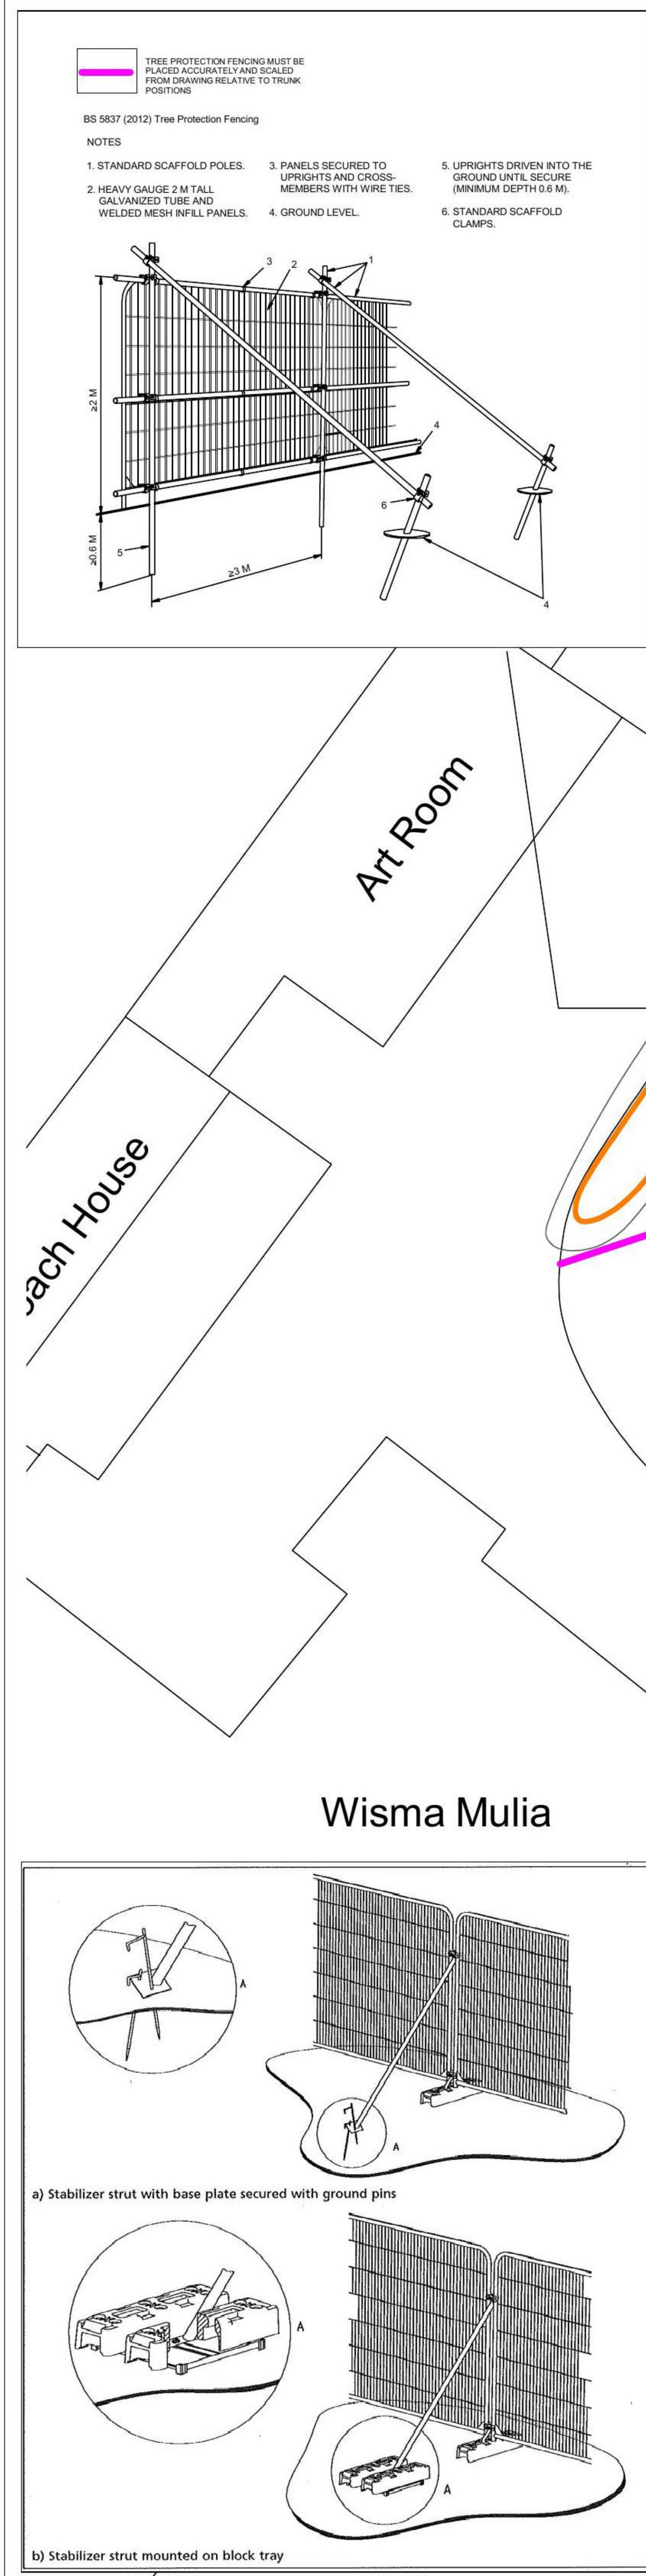 TREE PROTECTION FENCING MUST BE
PLACED ACCURATELY AND SCALED
FROM DRAWING RELATIVE TO TRUNK
POSITIONS
BS 5837 (2012) Tree Protection Fencing
NOTES
1. STANDARD SCAFFOLD POLES.
2. HEAVY GAUGE 2 M TALL
GALVANIZED TUBE AND
WELDED MESH INFILL PANELS.
3. PANELS SECURED TO
UPRIGHTS AND CROSS-
MEMBERS WITH WIRE TIES.
4. GROUND LEVEL.
5. UPRIGHTS DRIVEN INTO THE
GROUND UNTIL SECURE
(MINIMUM DEPTH 0.6 M).
6. STANDARD SCAFFOLD
CLAMPS.
3
2
1
≥2 M
4
6
≥0.6 M
5
≥3 M
4
Art Room
ach House
Wisma Mulia
A
A
a) Stabilizer strut with base plate secured with ground pins
A
A
b) Stabilizer strut mounted on block tray